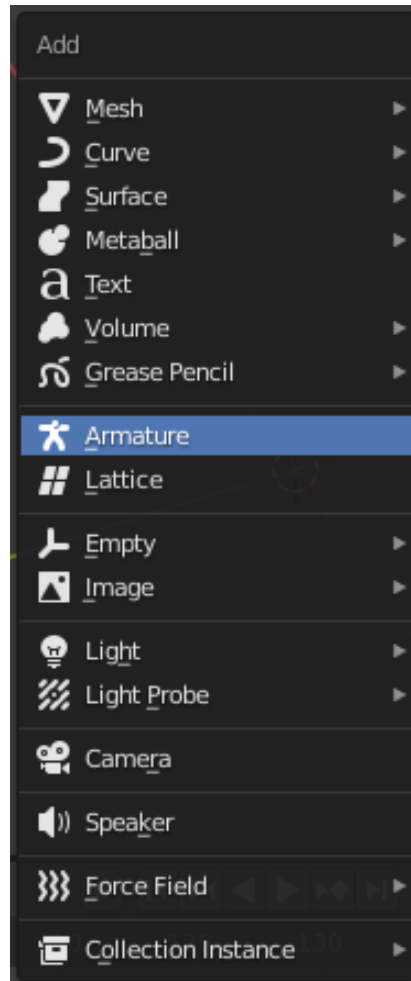 Add
Mesh
Curve
Surface
Metaball
Text
Volume
Grease Pencil
Armature
Lattice
Empty
Image
Light
Light Probe
Camera
Speaker
Force Field
Collection Instance
130